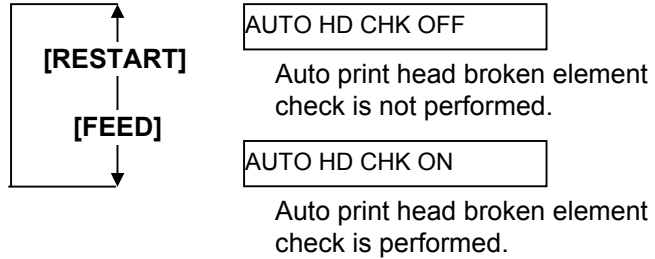 AUTO HD CHK OFF
[RESTART]
Auto print head broken element
check is not performed.
[FEED]
AUTO HD CHK ON
Auto print head broken element
check is performed.